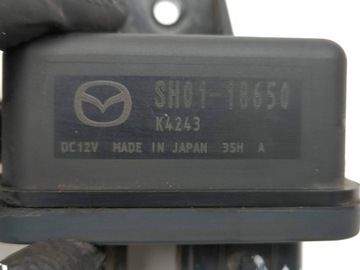 SH01-18650
K4243
DC12V MADE IN JAPAN 35H A